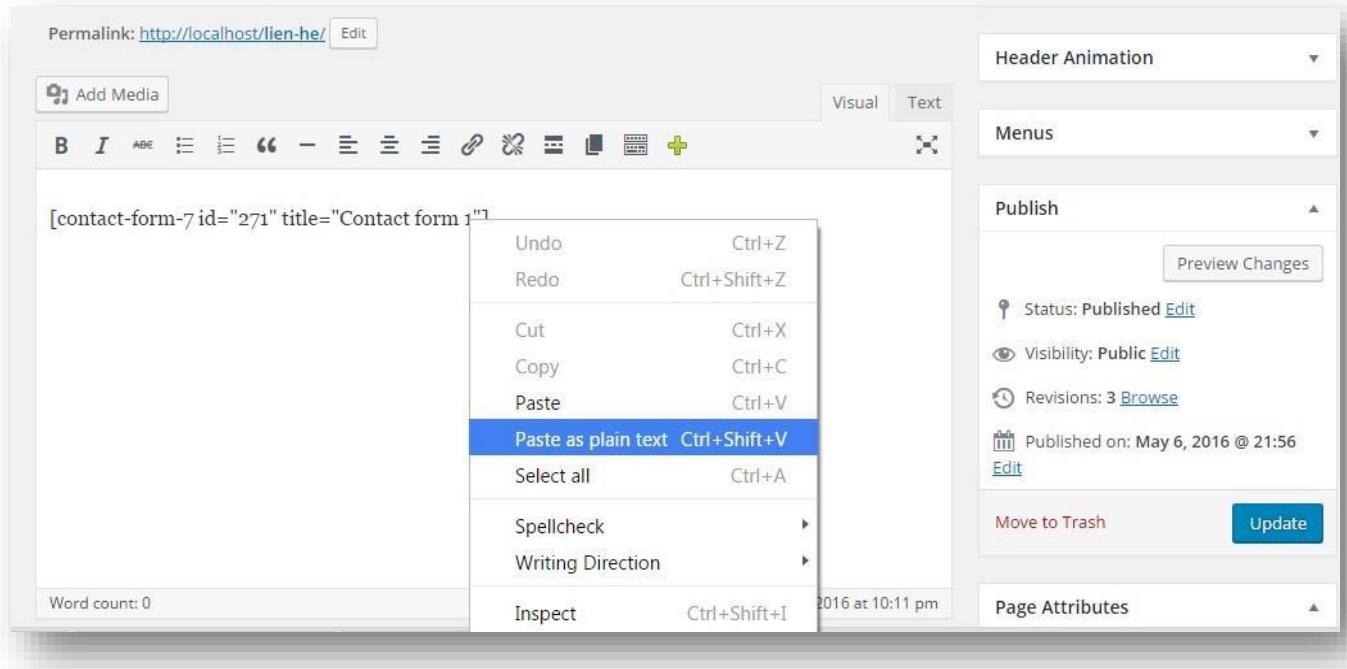 Permalink: http://localhost/lien-he/ Edit
Add Media
Visual Text
B I ABC
[contact-form-7 id="271" title="Contact form 1"]
Undo Ctrl+Z
Redo Ctrl+Shift+Z
Cut Ctrl+X
Copy Ctrl+C
Paste Ctrl+V
Paste as plain text Ctrl+Shift+V
Select all Ctrl+A
Spellcheck
Writing Direction
Inspect Ctrl+Shift+I
Word count: 0
2016 at 10:11 pm
Header Animation
Menus
Publish
Preview Changes
Status: Published Edit
Visibility: Public Edit
Revisions: 3 Browse
Published on: May 6, 2016 @ 21:56
Edit
Move to Trash Update
Page Attributes